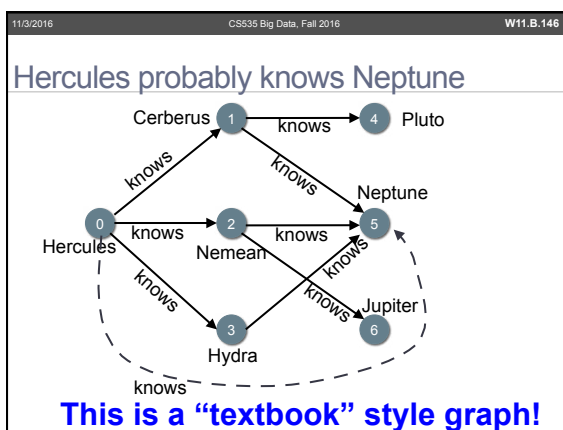 11/3/2016 CS535 Big Data, Fall 2016 W11.B.146
Hercules probably knows Neptune
Cerberus 1 knows 4 Pluto
knows
knows
Neptune
0 knows 2 knows 5
Hercules
Nemean
knows
knows
knows
Jupiter
3 6
Hydra
knows
This is a “textbook” style graph!